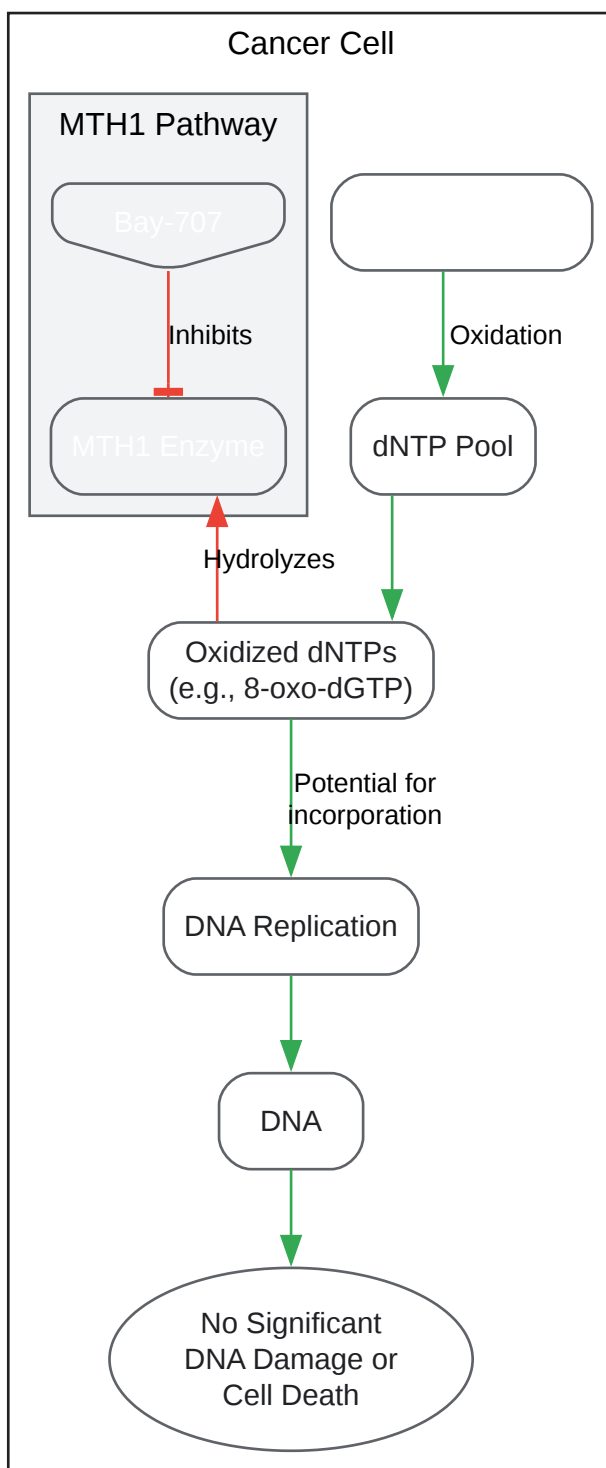 Cancer Cell
MTH1 Pathway
Bay-707
Inhibits
Oxidation
MTH1 Enzyme
dNTP Pool
Hydrolyzes
Oxidized dNTPs
(e.g., 8-oxo-dGTP)
Potential for
incorporation
DNA Replication
DNA
No Significant
DNA Damage or
Cell Death